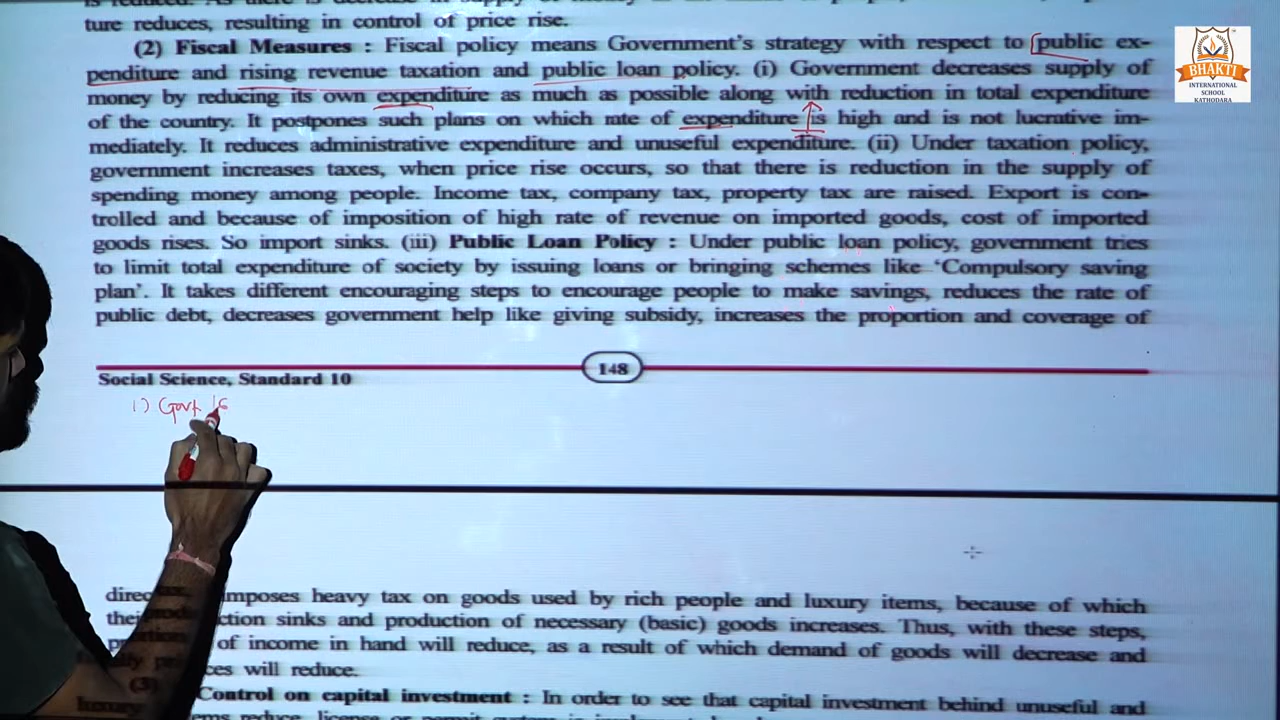 ture reduces, resulting in control of price rise.
(2) Fiscal Measures : Fiscal policy means Government's strategy with respect to public ex-
penditure and rising revenue taxation and public loan policy. (i) Government decreases supply of
money by reducing its own expenditure as much as possible along with reduction in total expenditure
of the country. It postpones such plans on which rate of expenditure is high and is not lucrative im-
mediately. It reduces administrative expenditure and unuseful expenditure. (ii) Under taxation policy,
government increases taxes, when price rise occurs, so that there is reduction in the supply of
spending money among people. Income tax, company tax, property tax are raised. Export is con-
trolled and because of imposition of high rate of revenue on imported goods, cost of imported
goods rises. So import sinks. (iii) Public Loan Policy : Under public loan policy, government tries
to limit total expenditure of society by issuing loans or bringing schemes like 'Compulsory saving
plan'. It takes different encouraging steps to encourage people to make savings, reduces the rate of
public debt, decreases government help like giving subsidy, increases the proportion and coverage of
148
Social Science, Standard 10
1) Govt
imposes heavy tax on goods used by rich people and luxury items, because of which
sinks and production of necessary (basic) goods increases. Thus, with these steps,
of income in hand will reduce, as a result of which demand of goods will decrease and
will reduce.
(3) Control on capital investment : In order to see that capital investment behind unuseful and
BHAKTI
INTERNATIONAL
SCHOOL
KATHODARA